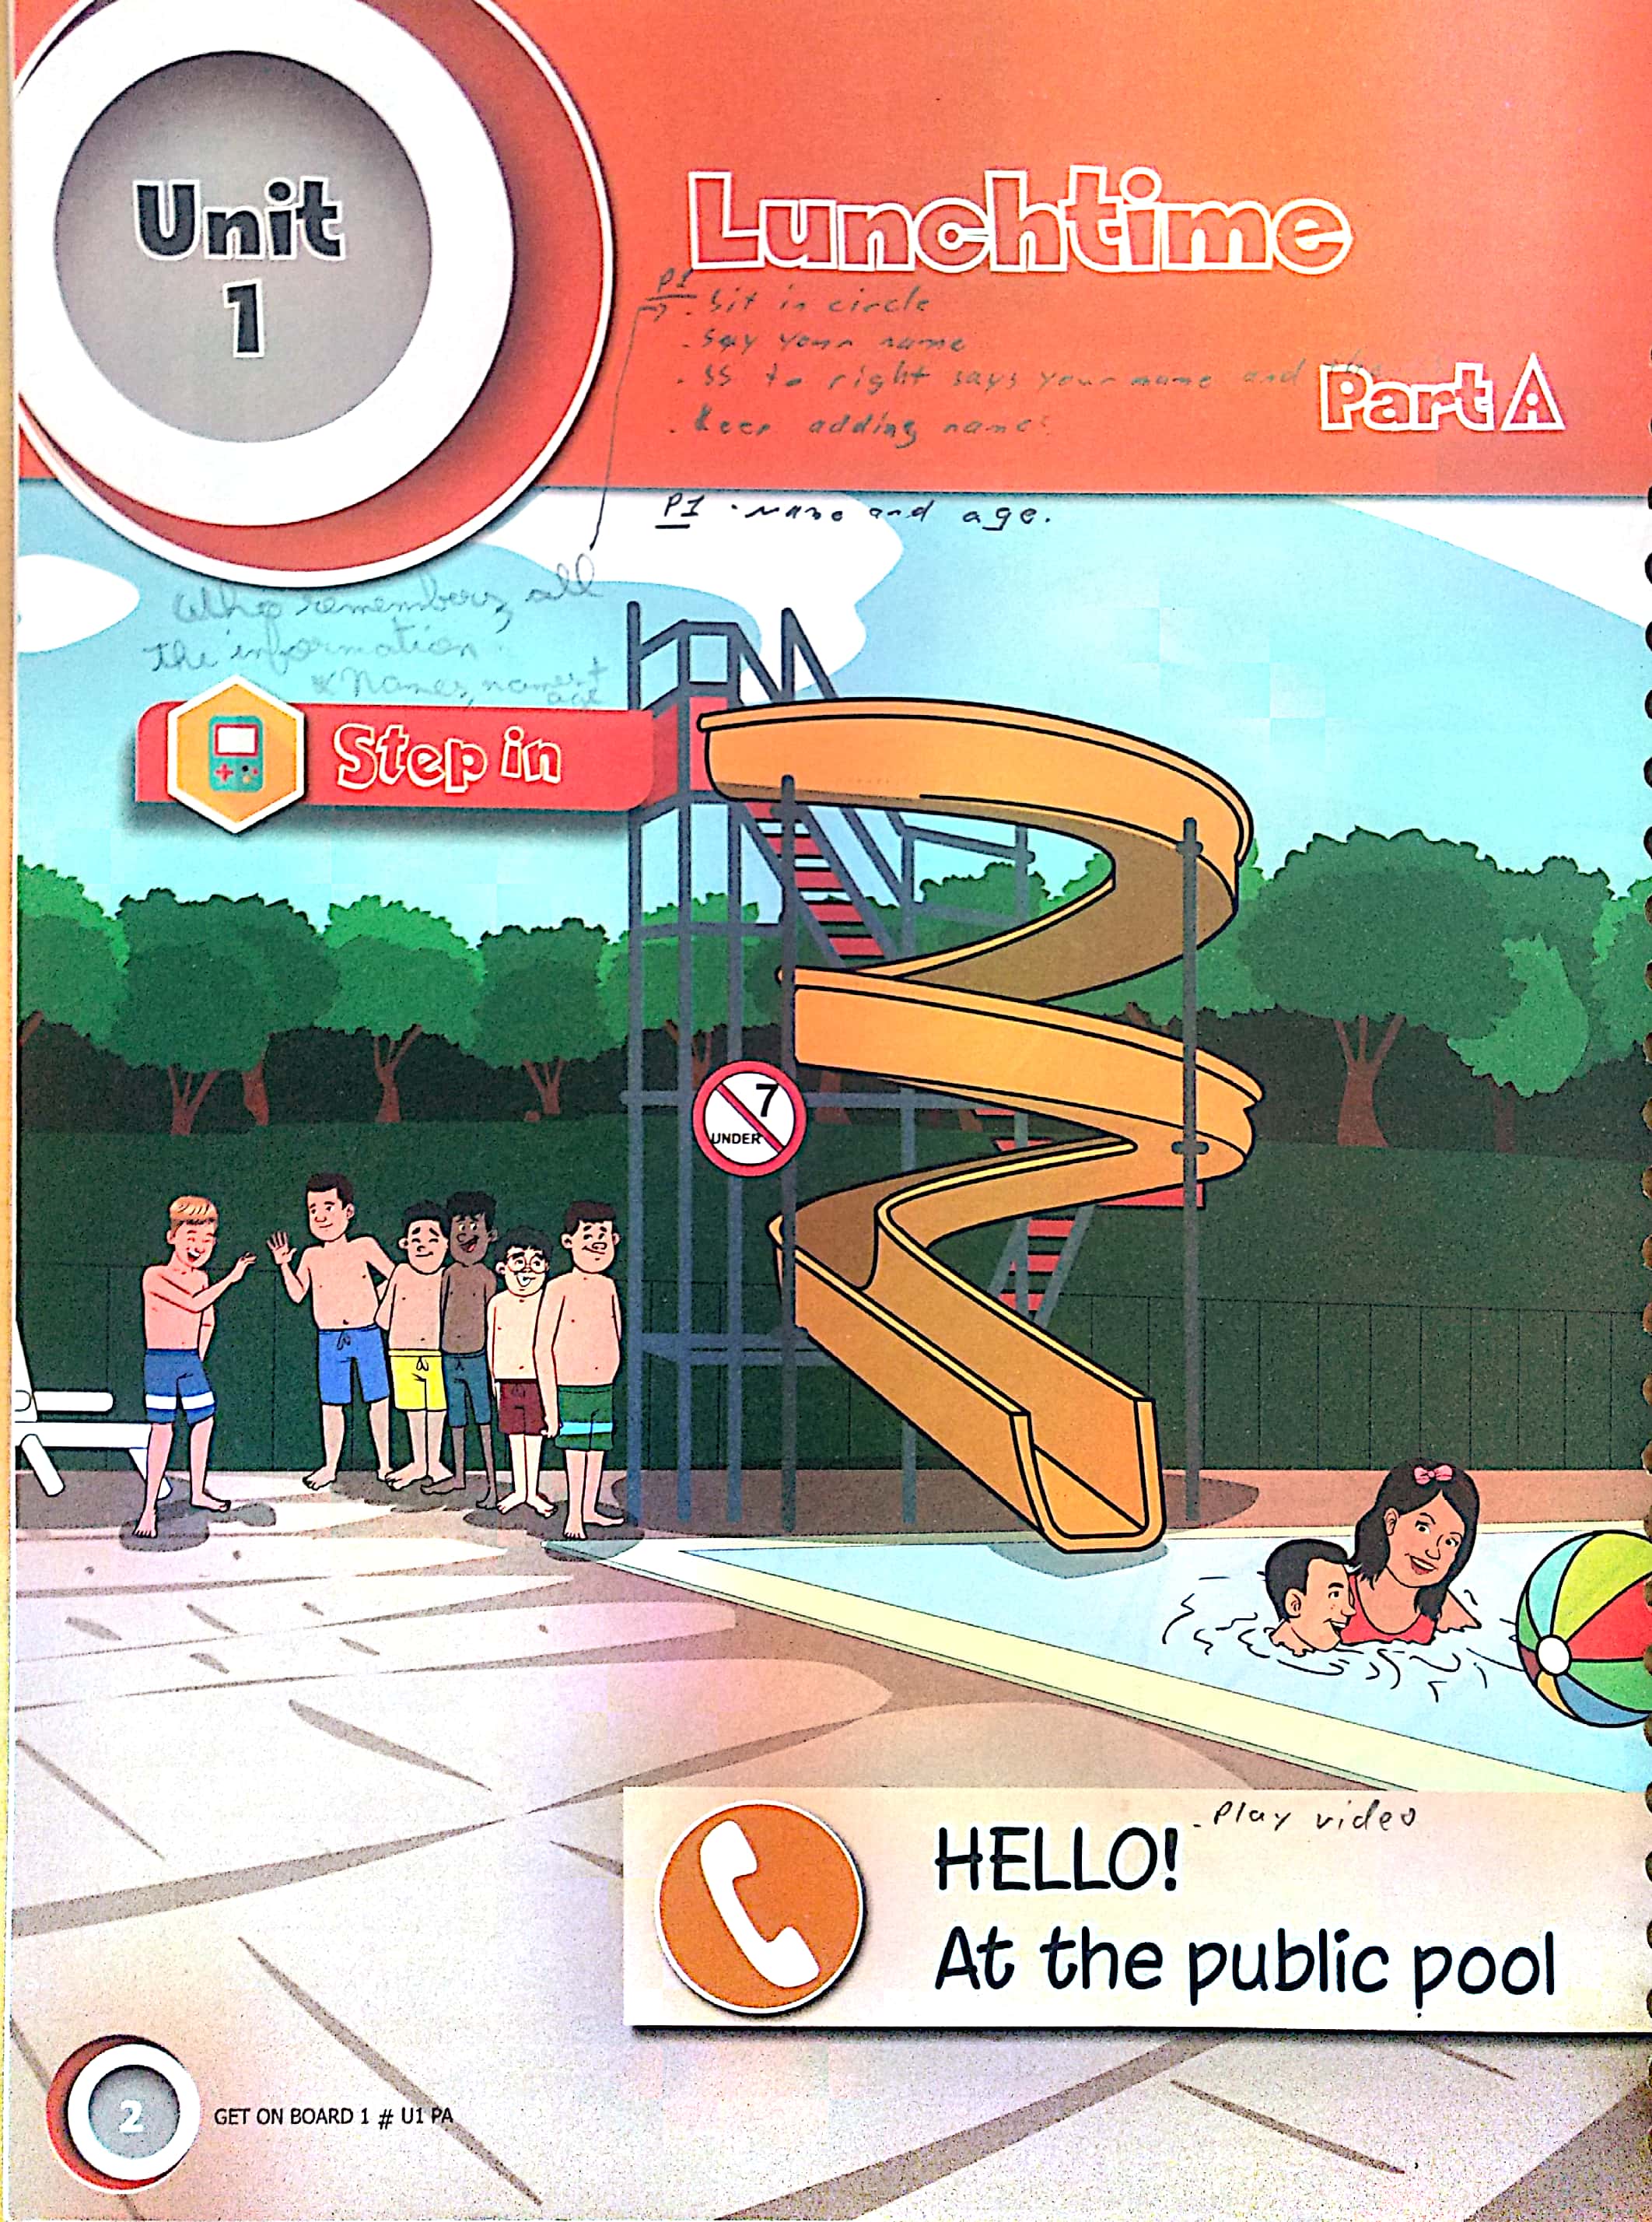 Unit
1
Lunchtime
P1
. Sit in circle
. Say your name
. SS to right says your name and
. Keep adding names
Part A
P1 . name and age.
Who remembers all
the information.
* Names, names +
age
Step in
7
UNDER
. Play video
HELLO!
At the public pool
2
GET ON BOARD 1 # U1 PA